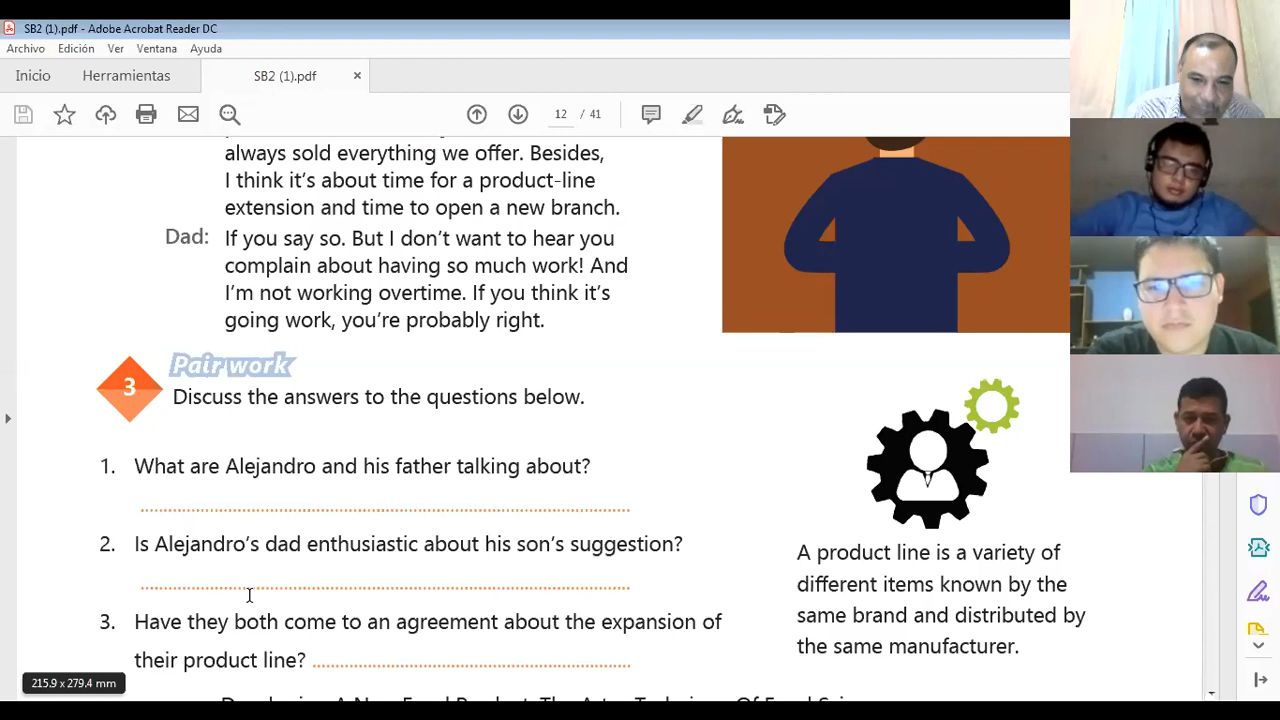 SB2 (1).pdf - Adobe Acrobat Reader DC
Archivo Edición Ver Ventana Ayuda
Inicio Herramientas SB2 (1).pdf ×
12 / 41
always sold everything we offer. Besides,
I think it's about time for a product-line
extension and time to open a new branch.
Dad: If you say so. But I don't want to hear you
complain about having so much work! And
I'm not working overtime. If you think it's
going work, you're probably right.
Pair work
3
Discuss the answers to the questions below.
1. What are Alejandro and his father talking about?
2. Is Alejandro's dad enthusiastic about his son's suggestion?
3. Have they both come to an agreement about the expansion of
their product line?
A product line is a variety of
different items known by the
same brand and distributed by
the same manufacturer.
215.9 x 279.4 mm